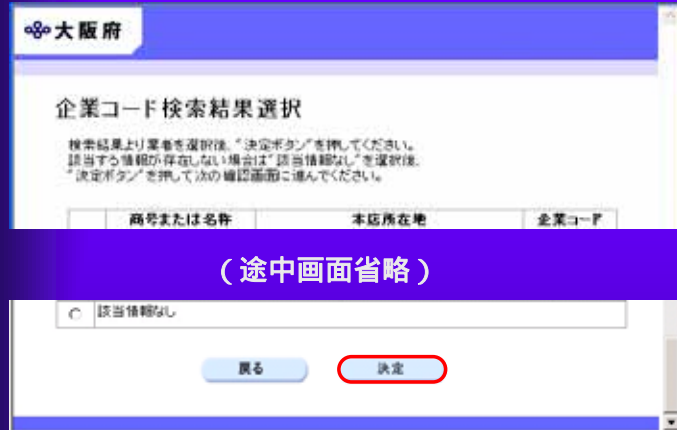 大阪府
企業コード検索結果選択
検索結果より業者を選択後、"決定ボタン"を押してください。
該当する情報が存在しない場合は"該当情報なし"を選択後、
"決定ボタン"を押して次の確認画面に進んでください。
商号または名称 本店所在地 企業コード
(途中画面省略)
該当情報なし
戻る 決定